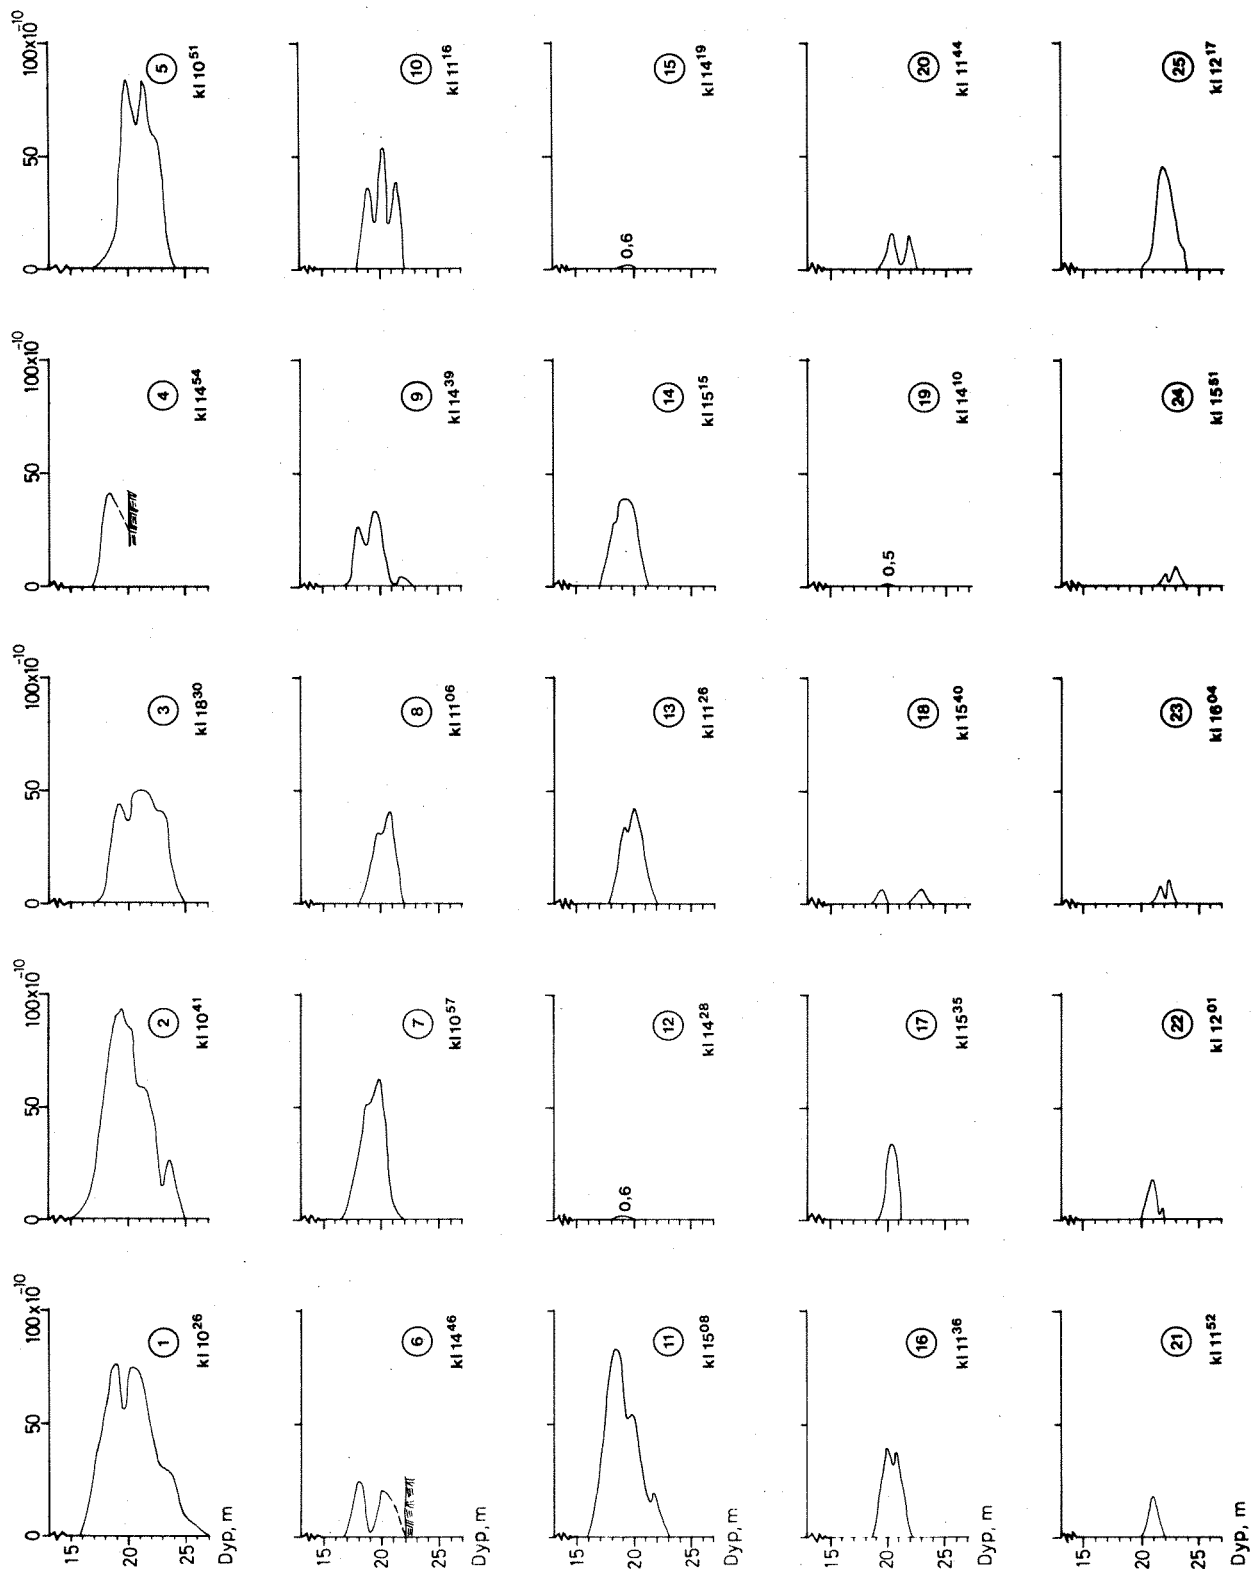 0 50 100x10⁻¹⁰ 0 50 100x10⁻¹⁰ 0 50 100x10⁻¹⁰ 0 50 100x10⁻¹⁰ 0 50 100x10⁻¹⁰
15
20
25
1 2 3 4 5
kl 10²⁶ kl 10⁴¹ kl 18³⁰ kl 14⁵⁴ kl 10⁵¹
Dyp, m
15
20
25
6 7 8 9 10
kl 14⁴⁶ kl 10⁵⁷ kl 11⁰⁶ kl 14³⁹ kl 11¹⁶
Dyp, m
15
20
25
0,6 0,6
11 12 13 14 15
kl 15⁰⁸ kl 14²⁸ kl 11²⁶ kl 15¹⁵ kl 14¹⁹
Dyp, m
15
20
25
0,5
16 17 18 19 20
kl 11³⁶ kl 15³⁵ kl 15⁴⁰ kl 14¹⁰ kl 11⁴⁴
Dyp, m
15
20
25
21 22 23 24 25
kl 11⁵² kl 12⁰¹ kl 16⁰⁴ kl 15⁵¹ kl 12¹⁷
Dyp, m